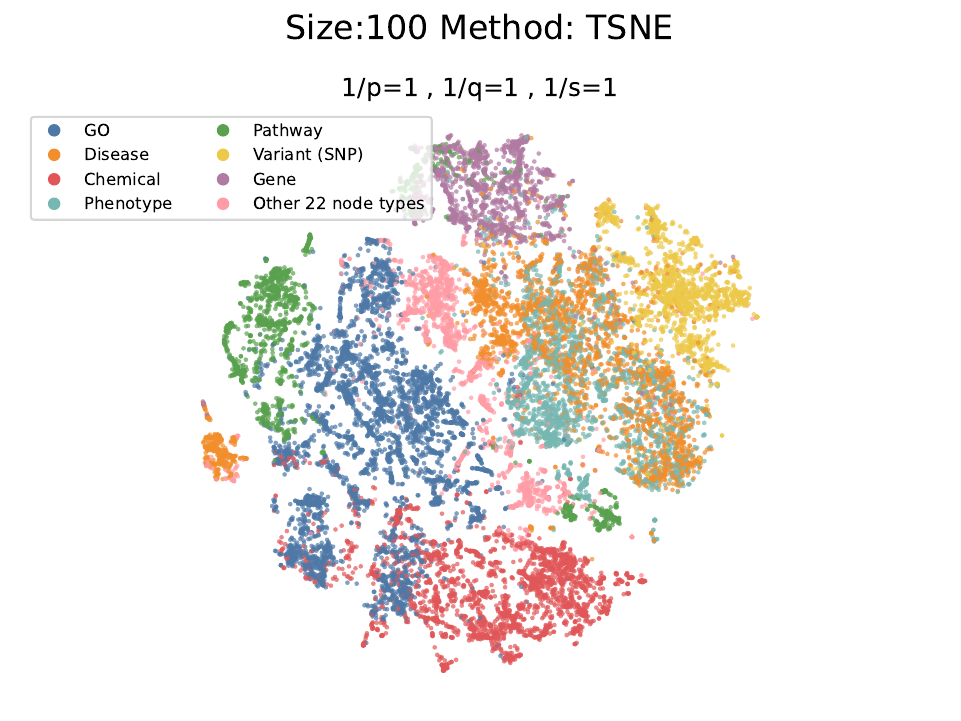 Size:100 Method: TSNE
1/p=1 , 1/q=1 , 1/s=1
GO
Disease
Chemical
Phenotype
Pathway
Variant (SNP)
Gene
Other 22 node types